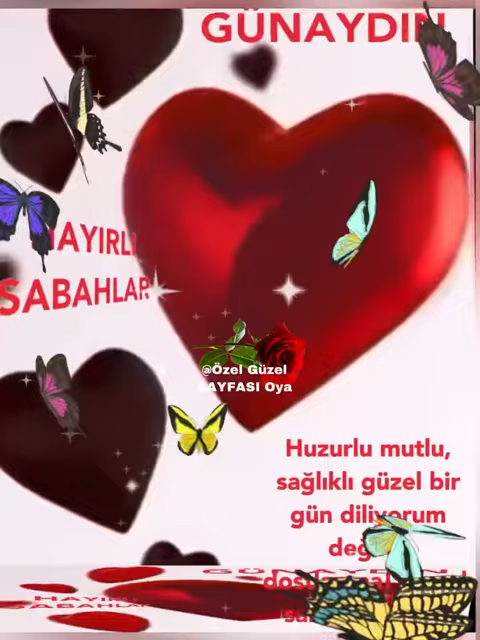 GÜNAYDIN
HAYIRLI
SABAHLAR
@Özel Güzel
SAYFASI Oya
Huzurlu mutlu,
sağlıklı güzel bir
gün diliyorum